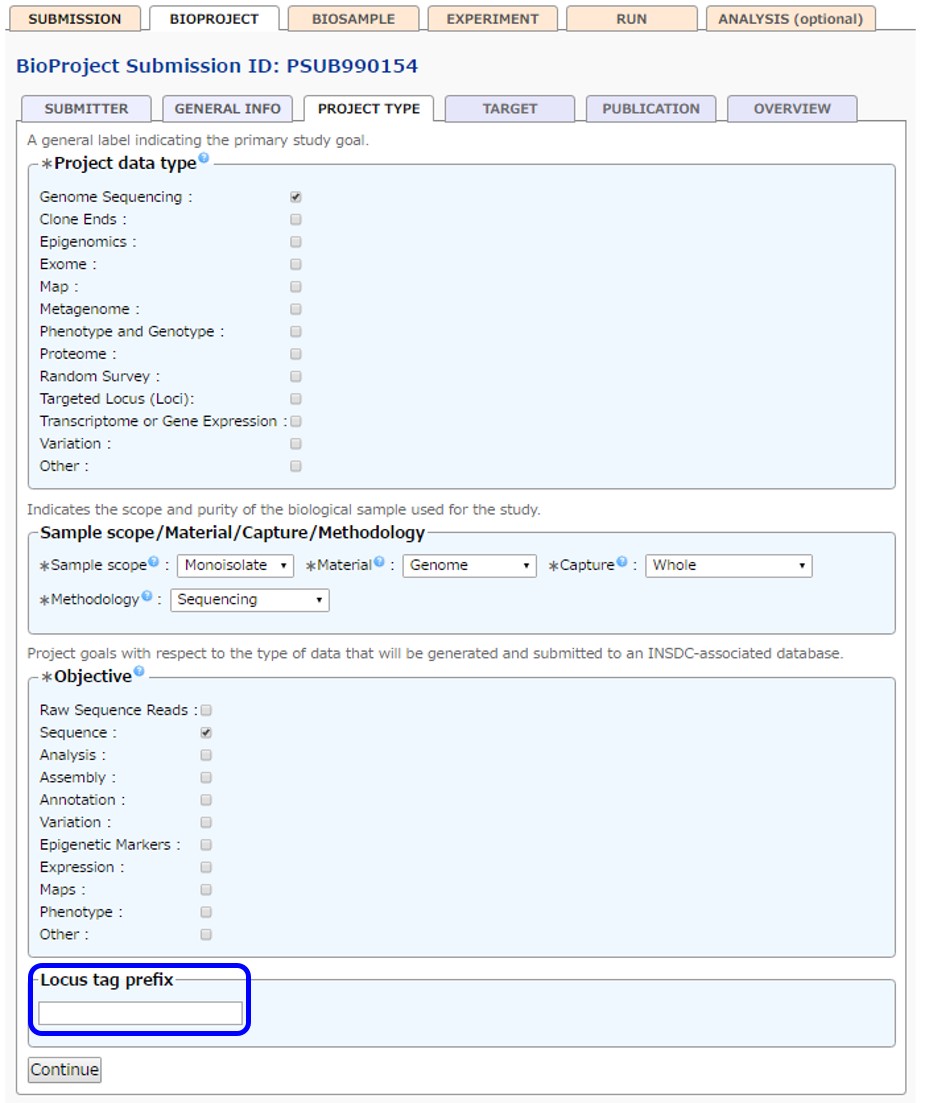 SUBMISSION BIOPROJECT BIOSAMPLE EXPERIMENT RUN ANALYSIS (optional)
BioProject Submission ID: PSUB990154
SUBMITTER GENERAL INFO PROJECT TYPE TARGET PUBLICATION OVERVIEW
A general label indicating the primary study goal.
*Project data type?
Genome Sequencing :
Clone Ends :
Epigenomics :
Exome :
Map :
Metagenome :
Phenotype and Genotype :
Proteome :
Random Survey :
Targeted Locus (Loci):
Transcriptome or Gene Expression :
Variation :
Other :
Indicates the scope and purity of the biological sample used for the study.
Sample scope/Material/Capture/Methodology
*Sample scope? : Monoisolate *Material? : Genome *Capture? : Whole
*Methodology? : Sequencing
Project goals with respect to the type of data that will be generated and submitted to an INSDC-associated database.
*Objective?
Raw Sequence Reads :
Sequence :
Analysis :
Assembly :
Annotation :
Variation :
Epigenetic Markers :
Expression :
Maps :
Phenotype :
Other :
Locus tag prefix
Continue